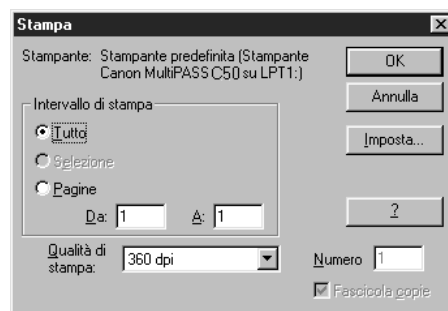 Stampa
Stampante: Stampante predefinita (Stampante
Canon MultiPASS C50 su LPT1:)
OK
Annulla
Imposta...
?
Intervallo di stampa
Tutto
Selezione
Pagine
Da: 1 A: 1
Qualità di
stampa: 360 dpi
Numero 1
Fascicola copie